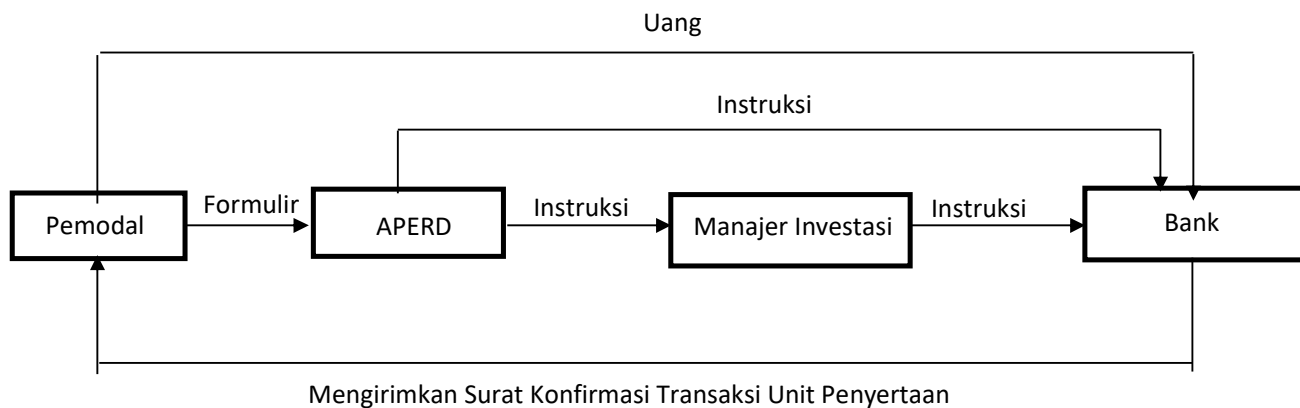 Uang
Instruksi
Pemodal
Formulir
APERD
Instruksi
Manajer Investasi
Instruksi
Bank
Mengirimkan Surat Konfirmasi Transaksi Unit Penyertaan